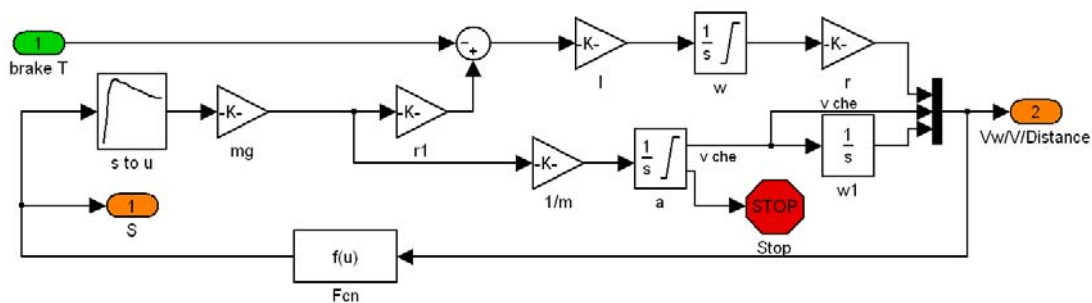 1
brake T
-
+
-K-
I
1
s
w
-K-
r
s to u
-K-
mg
-K-
r1
v che
v che
-K-
1/m
1
s
a
1
s
w1
2
Vw/V/Distance
STOP
Stop
1
S
f(u)
Fcn